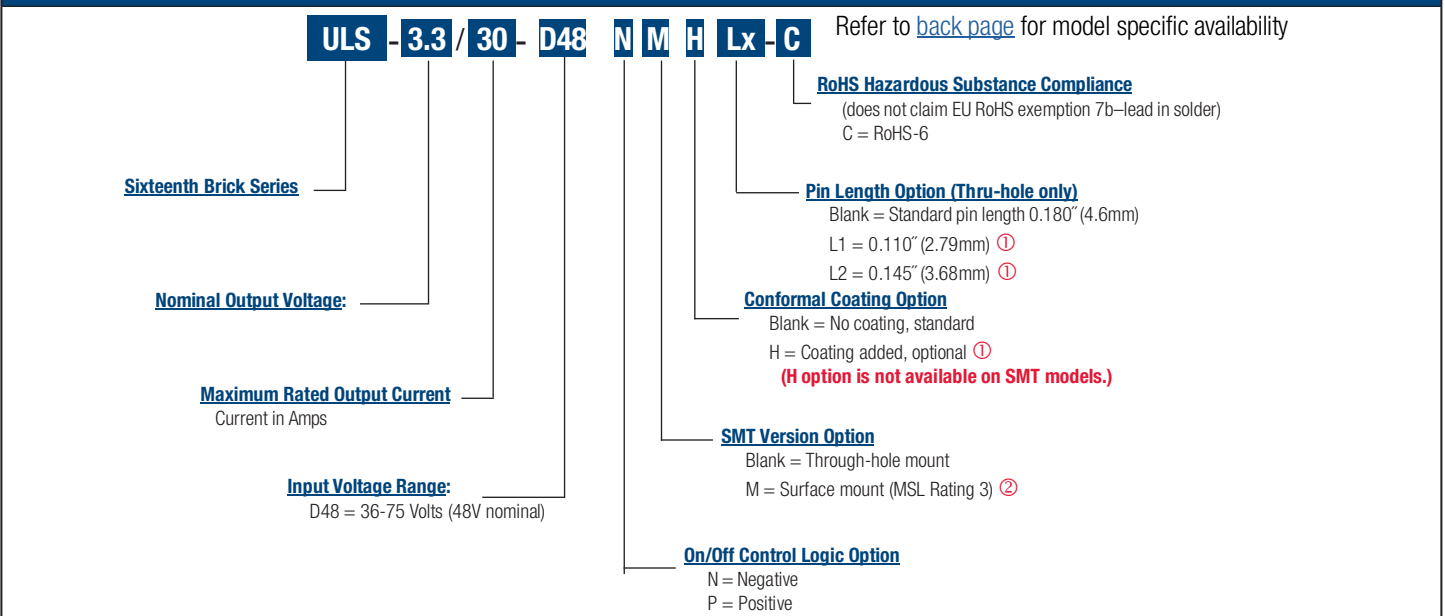 ULS - 3.3 / 30 - D48 N M H Lx - C
Refer to back page for model specific availability
RoHS Hazardous Substance Compliance
(does not claim EU RoHS exemption 7b–lead in solder)
C = RoHS-6
Sixteenth Brick Series
Pin Length Option (Thru-hole only)
Blank = Standard pin length 0.180˝ (4.6mm)
L1 = 0.110˝ (2.79mm) ①
L2 = 0.145˝ (3.68mm) ①
Nominal Output Voltage:
Conformal Coating Option
Blank = No coating, standard
H = Coating added, optional ①
(H option is not available on SMT models.)
Maximum Rated Output Current
Current in Amps
SMT Version Option
Blank = Through-hole mount
M = Surface mount (MSL Rating 3) ②
Input Voltage Range:
D48 = 36-75 Volts (48V nominal)
On/Off Control Logic Option
N = Negative
P = Positive